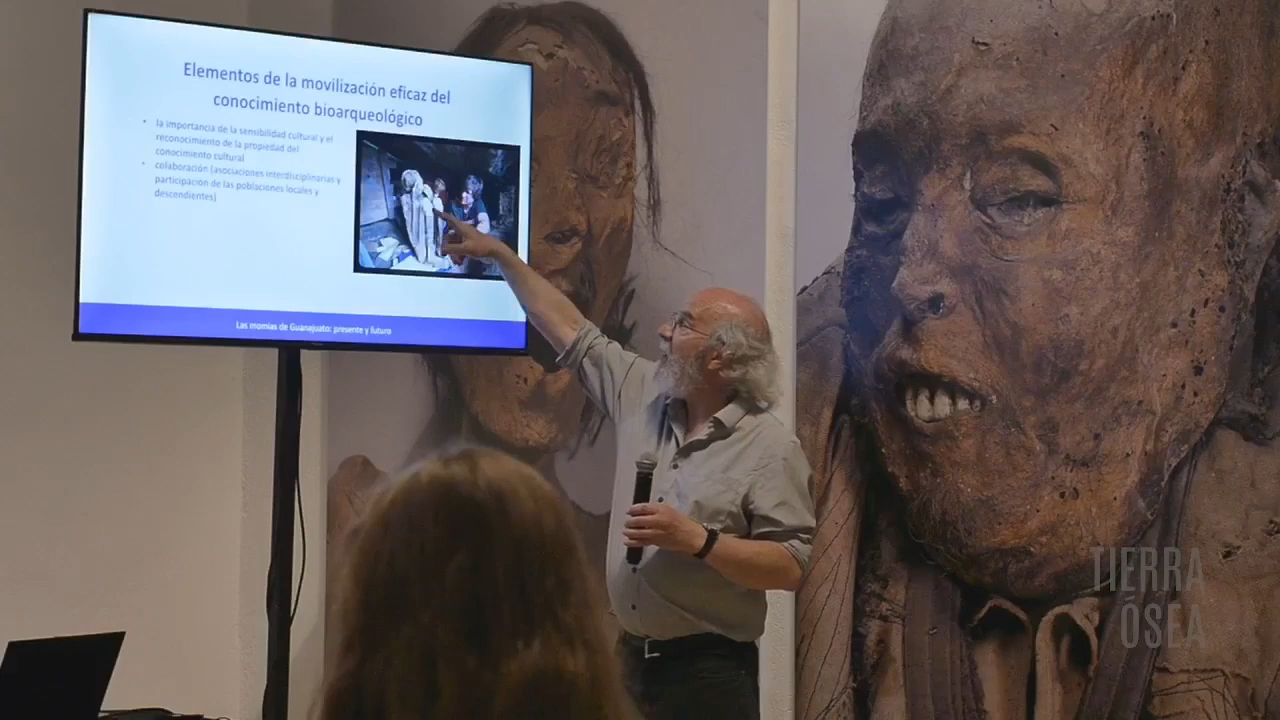 Elementos de la movilización eficaz del
conocimiento bioarqueológico
• la importancia de la sensibilidad cultural y el
reconocimiento de la propiedad del
conocimiento cultural
• colaboración (asociaciones interdisciplinarias y
participación de las poblaciones locales y
descendientes)
Las momias de Guanajuato: presente y futuro
TIERRA
ÓSEA